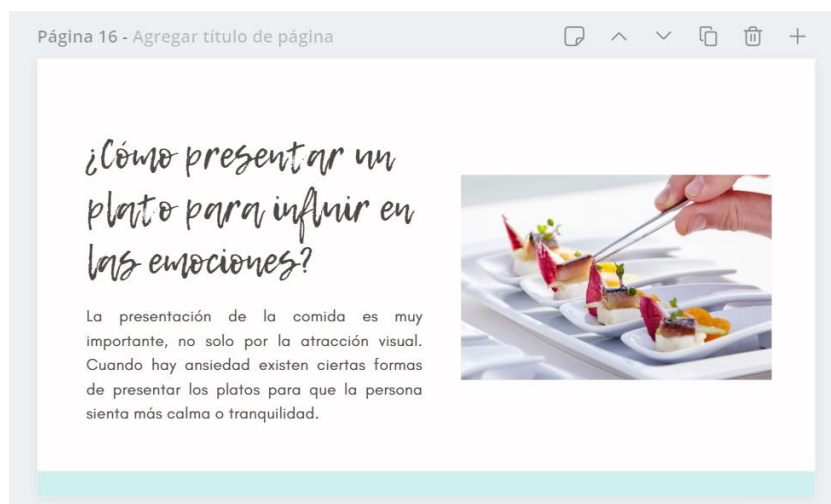 Página 16 - Agregar título de página
¿Cómo presentar un
plato para influir en
las emociones?
La presentación de la comida es muy
importante, no solo por la atracción visual.
Cuando hay ansiedad existen ciertas formas
de presentar los platos para que la persona
sienta más calma o tranquilidad.